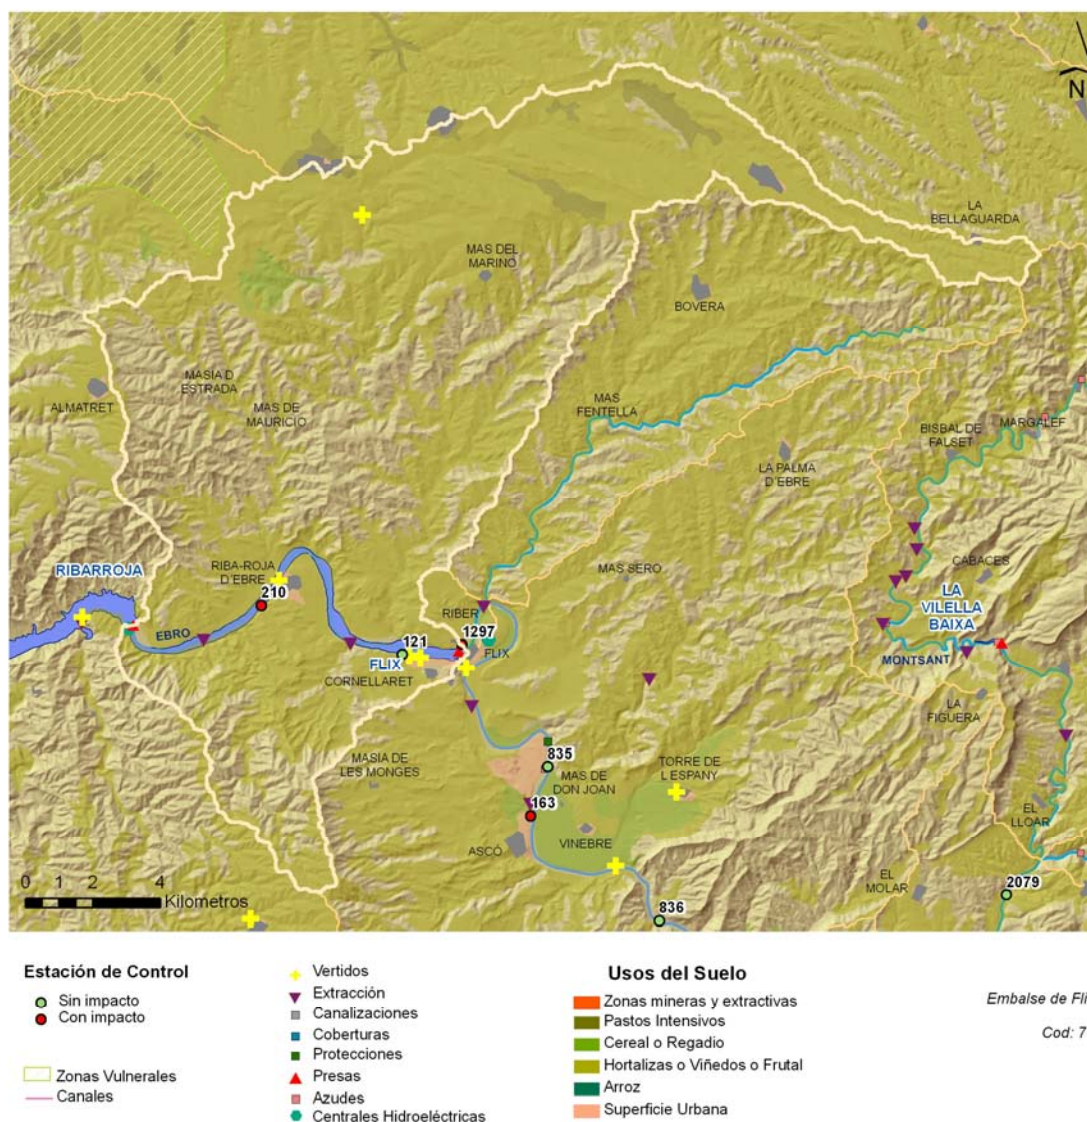 N
LA
BELLAGUARDA
MAS DEL
MARINO
BOVERA
MASIA D
ESTRADA
ALMATRET
MAS DE
MAURICIO
MAS
FENTELLA
BISBAL DE
FALSET
MARGALEF
LA PALMA
D'EBRE
RIBARROJA
RIBA-ROJA
D'EBRE
210
MAS SERO
CABACES
LA
VILELLA
BAIXA
EBRO
RIBER
121
1297
FLIX
FLIX
CORNELLARET
MONTSANT
LA
FIGUERA
MASIA DE
LES MONGES
835
MAS DE
DON JOAN
TORRE DE
L ESPANY
163
ASCÓ
VINEBRE
EL
LLOAR
EL
MOLAR
2079
836
0 1 2 4
Kilometros
Estación de Control
Sin impacto
Con impacto
Zonas Vulnerales
Canales
Vertidos
Extracción
Canalizaciones
Coberturas
Protecciones
Presas
Azudes
Centrales Hidroeléctricas
Usos del Suelo
Zonas mineras y extractivas
Pastos Intensivos
Cereal o Regadio
Hortalizas o Viñedos o Frutal
Arroz
Superficie Urbana
Embalse de Fli
Cod: 7